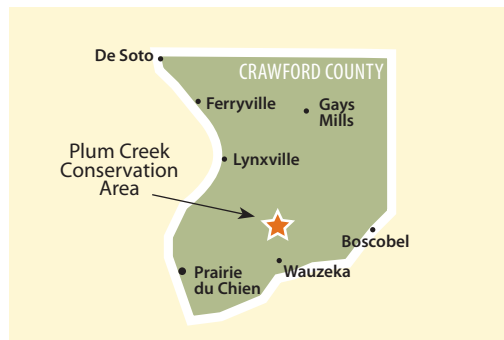 De Soto
CRAWFORD COUNTY
Ferryville
Gays
Mills
Plum Creek
Conservation
Area
Lynxville
Boscobel
Wauzeka
Prairie
du Chien